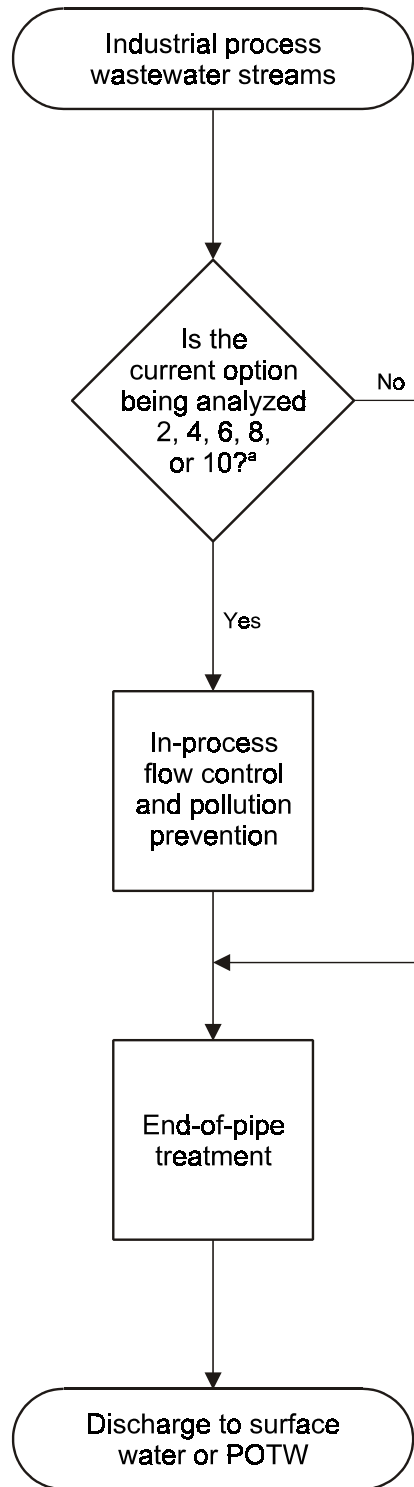 Industrial process
wastewater streams
Is the
current option
being analyzed
2, 4, 6, 8,
or 10?ª
No
Yes
In-process
flow control
and pollution
prevention
End-of-pipe
treatment
Discharge to surface
water or POTW